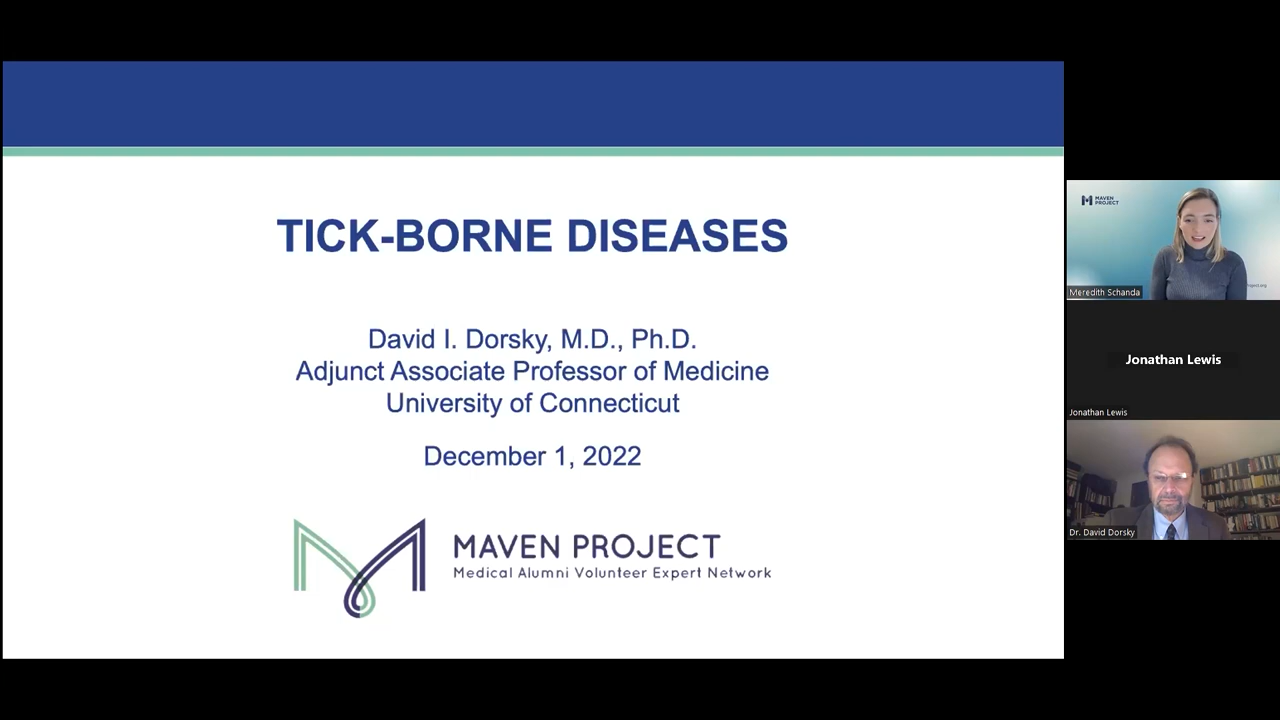 TICK-BORNE DISEASES
David I. Dorsky, M.D., Ph.D.
Adjunct Associate Professor of Medicine
University of Connecticut
December 1, 2022
MAVEN PROJECT
Medical Alumni Volunteer Expert Network
MAVEN
PROJECT
Meredith Schanda
Jonathan Lewis
Jonathan Lewis
Dr. David Dorsky